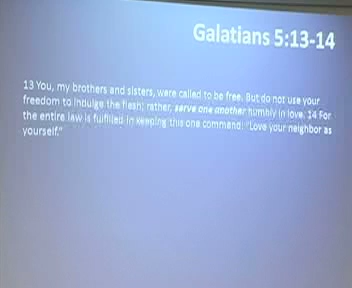 Galatians 5:13-14
13 You, my brothers and sisters, were called to be free. But do not use your
freedom to indulge the flesh; rather, serve one another humbly in love. 14 For
the entire law is fulfilled in keeping this one command: "Love your neighbor as
yourself."